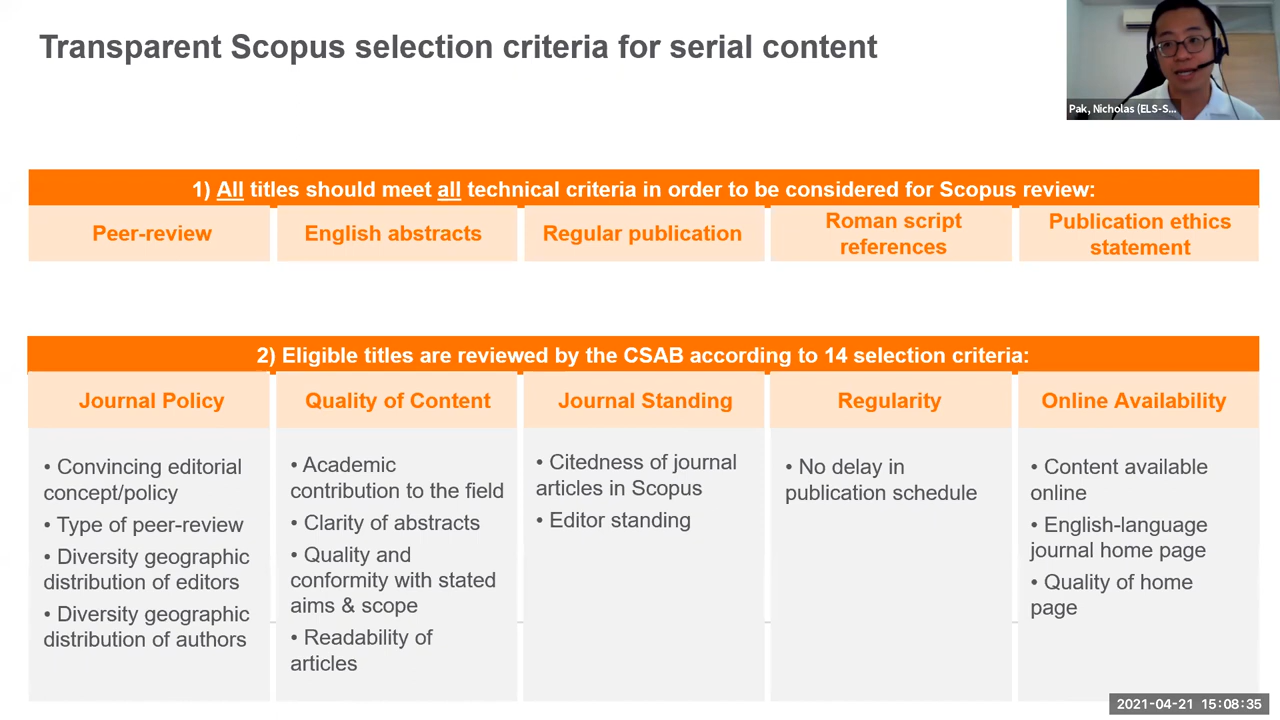 Transparent Scopus selection criteria for serial content
Pak, Nicholas (ELS-S...
1) All titles should meet all technical criteria in order to be considered for Scopus review:
Peer-review
English abstracts
Regular publication
Roman script
references
Publication ethics
statement
2) Eligible titles are reviewed by the CSAB according to 14 selection criteria:
Journal Policy
• Convincing editorial
concept/policy
• Type of peer-review
• Diversity geographic
distribution of editors
• Diversity geographic
distribution of authors
Quality of Content
• Academic
contribution to the field
• Clarity of abstracts
• Quality and
conformity with stated
aims & scope
• Readability of
articles
Journal Standing
• Citedness of journal
articles in Scopus
• Editor standing
Regularity
• No delay in
publication schedule
Online Availability
• Content available
online
• English-language
journal home page
• Quality of home
page
2021-04-21 15:08:35